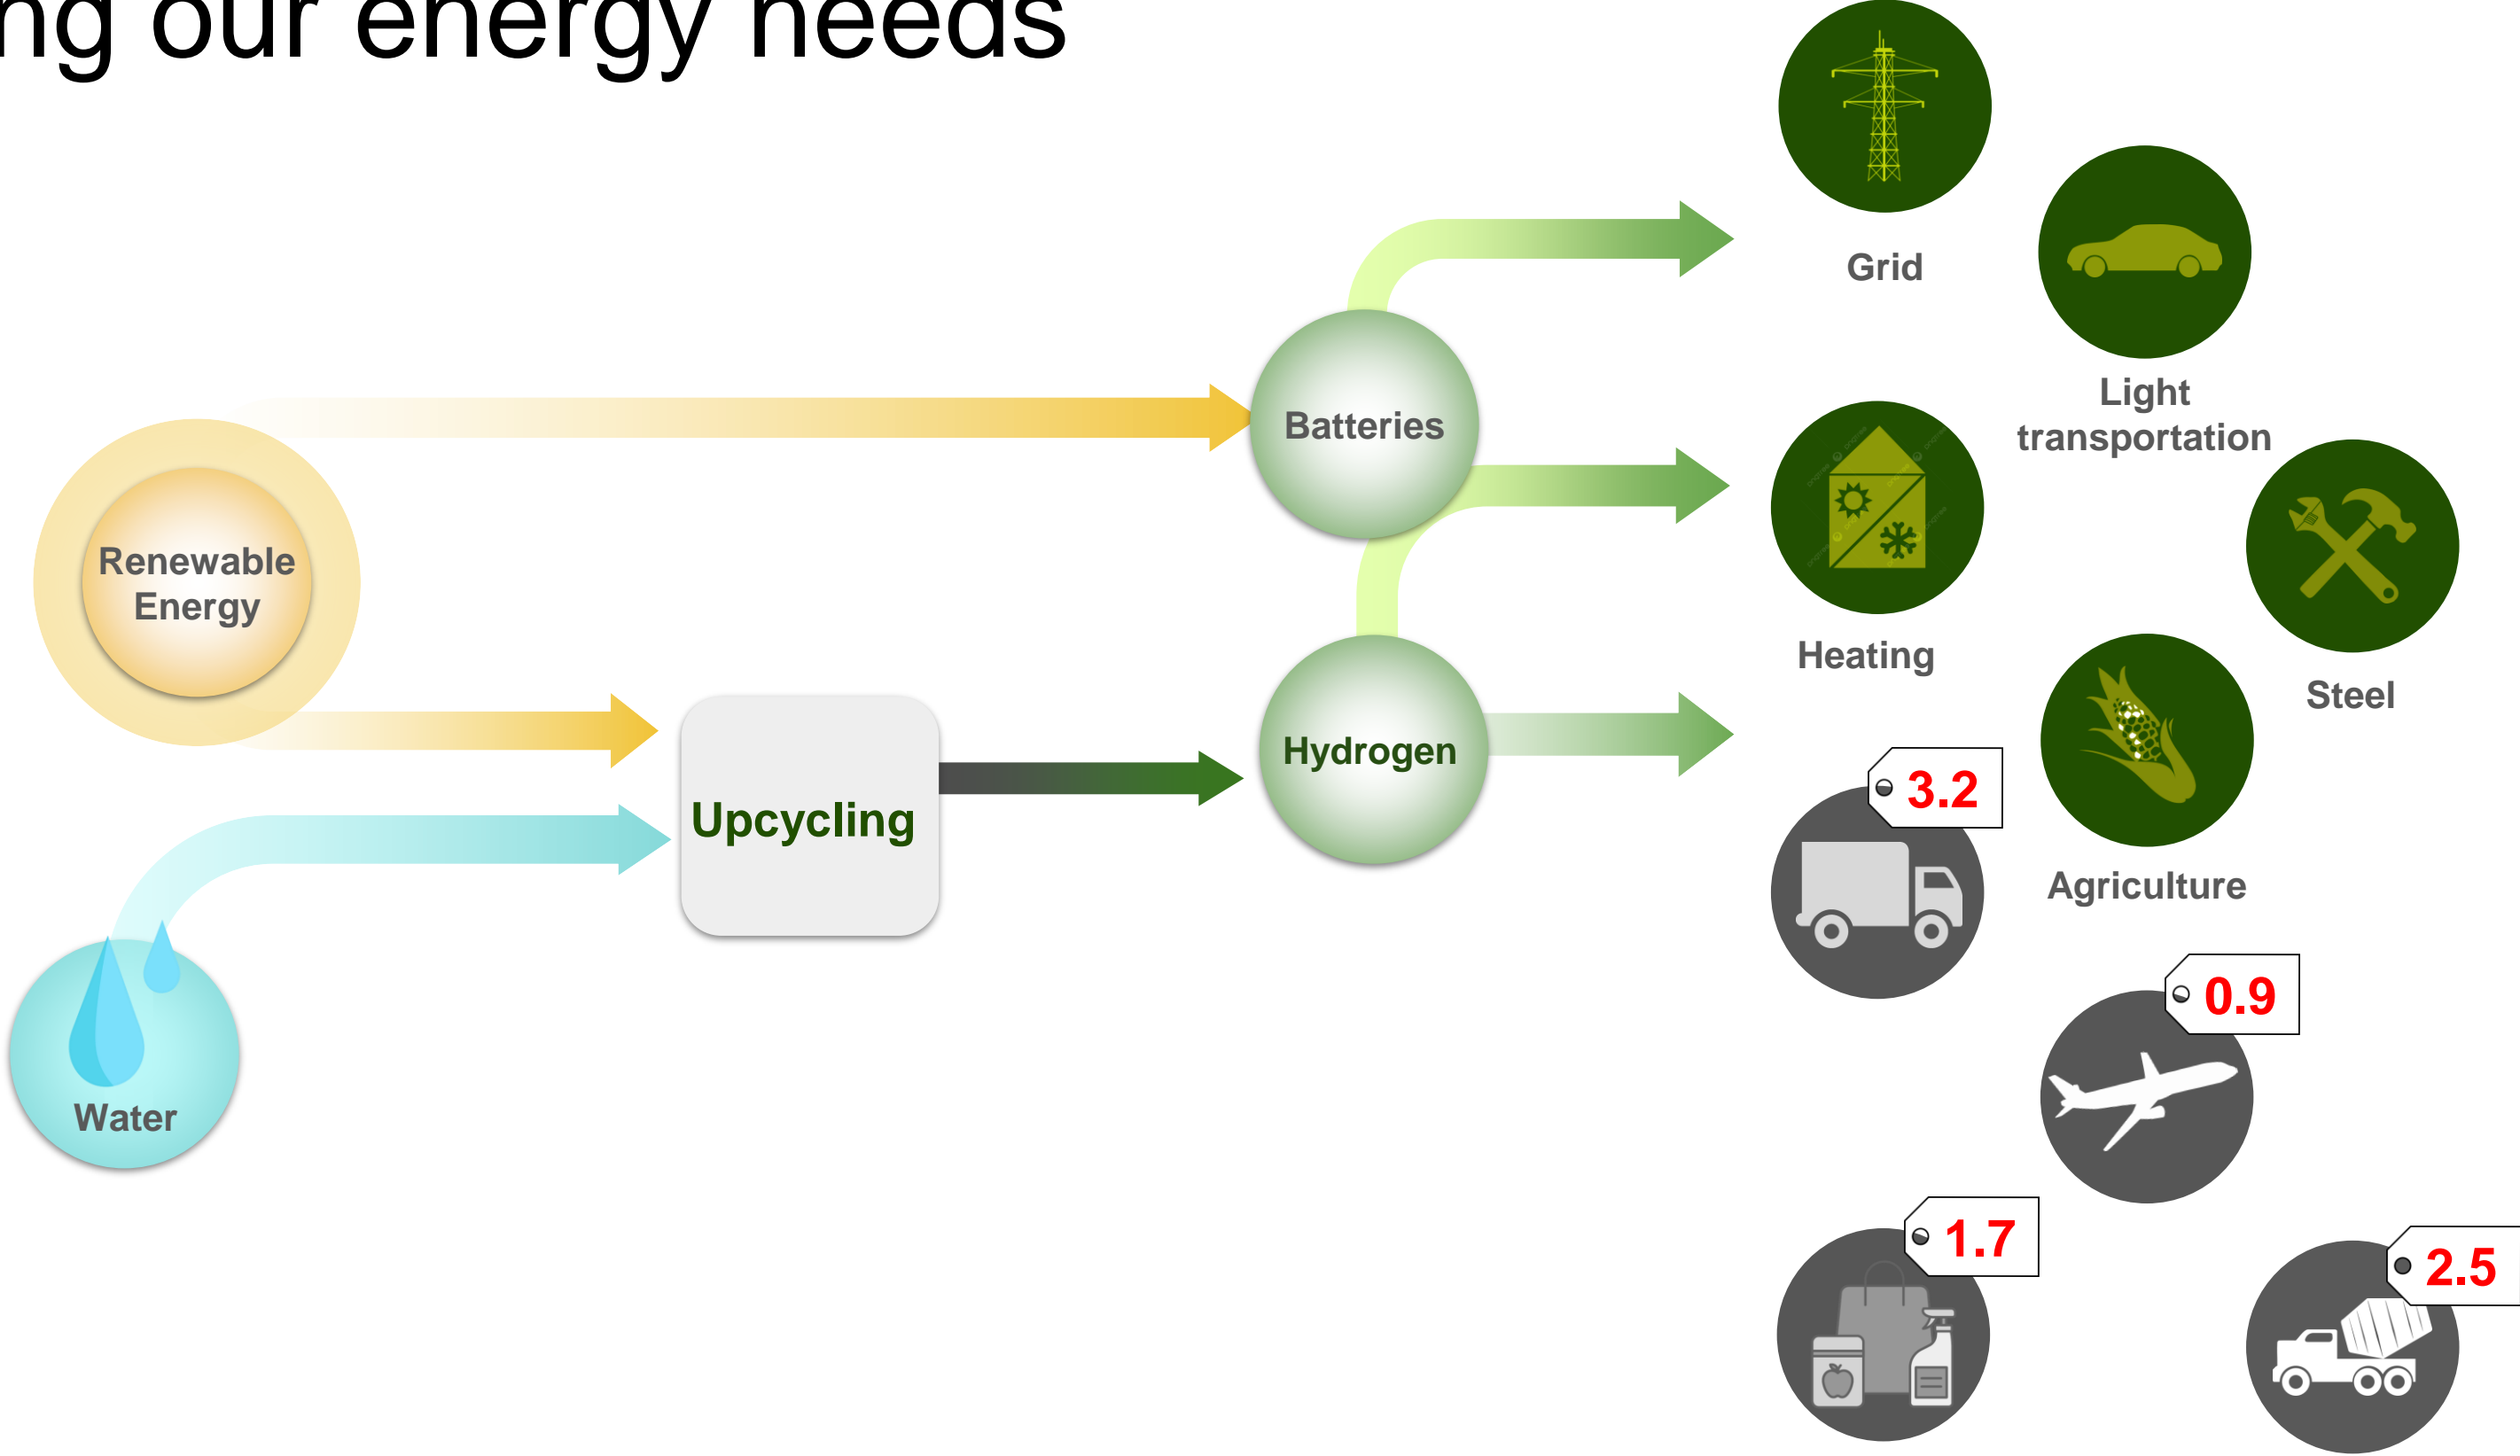 ng our energy needs
Grid
Light
transportation
Batteries
Renewable
Energy
Heating
Steel
Hydrogen
3.2
Upcycling
Agriculture
0.9
Water
1.7
2.5